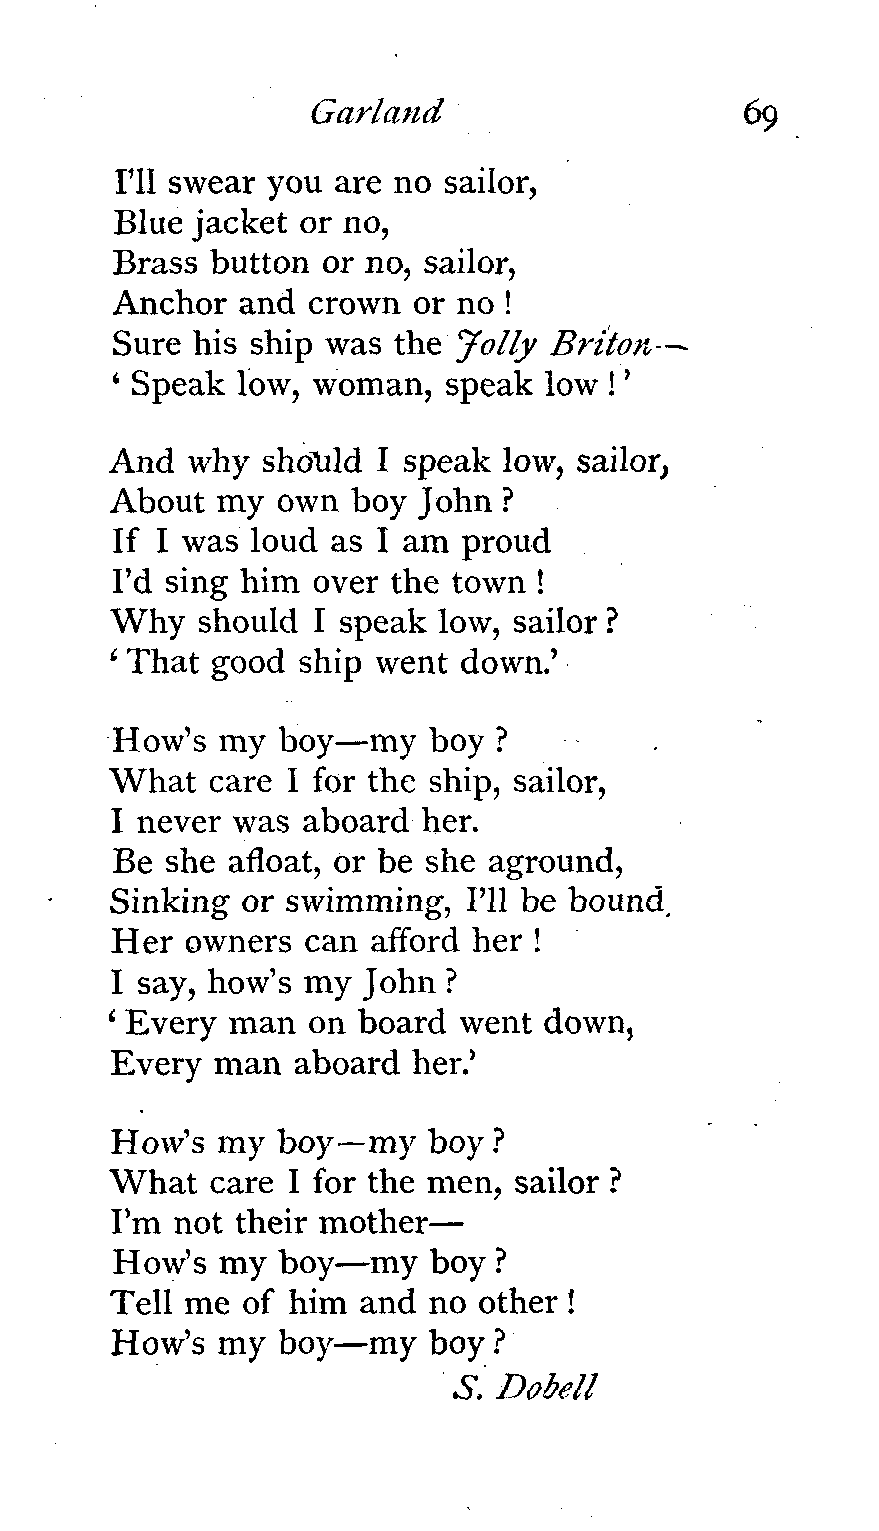 Garland 69
I'll swear you are no sailor,
Blue jacket or no,
Brass button or no, sailor,
Anchor and crown or no !
Sure his ship was the Jolly Briton—
‘ Speak low, woman, speak low ! ’
And why should I speak low, sailor,
About my own boy John ?
If I was loud as I am proud
I'd sing him over the town !
Why should I speak low, sailor ?
‘ That good ship went down.’
How's my boy—my boy ?
What care I for the ship, sailor,
I never was aboard her.
Be she afloat, or be she aground,
Sinking or swimming, I'll be bound,
Her owners can afford her !
I say, how's my John ?
‘ Every man on board went down,
Every man aboard her.’
How's my boy—my boy ?
What care I for the men, sailor ?
I'm not their mother—
How's my boy—my boy ?
Tell me of him and no other !
How's my boy—my boy ?
S. Dobell